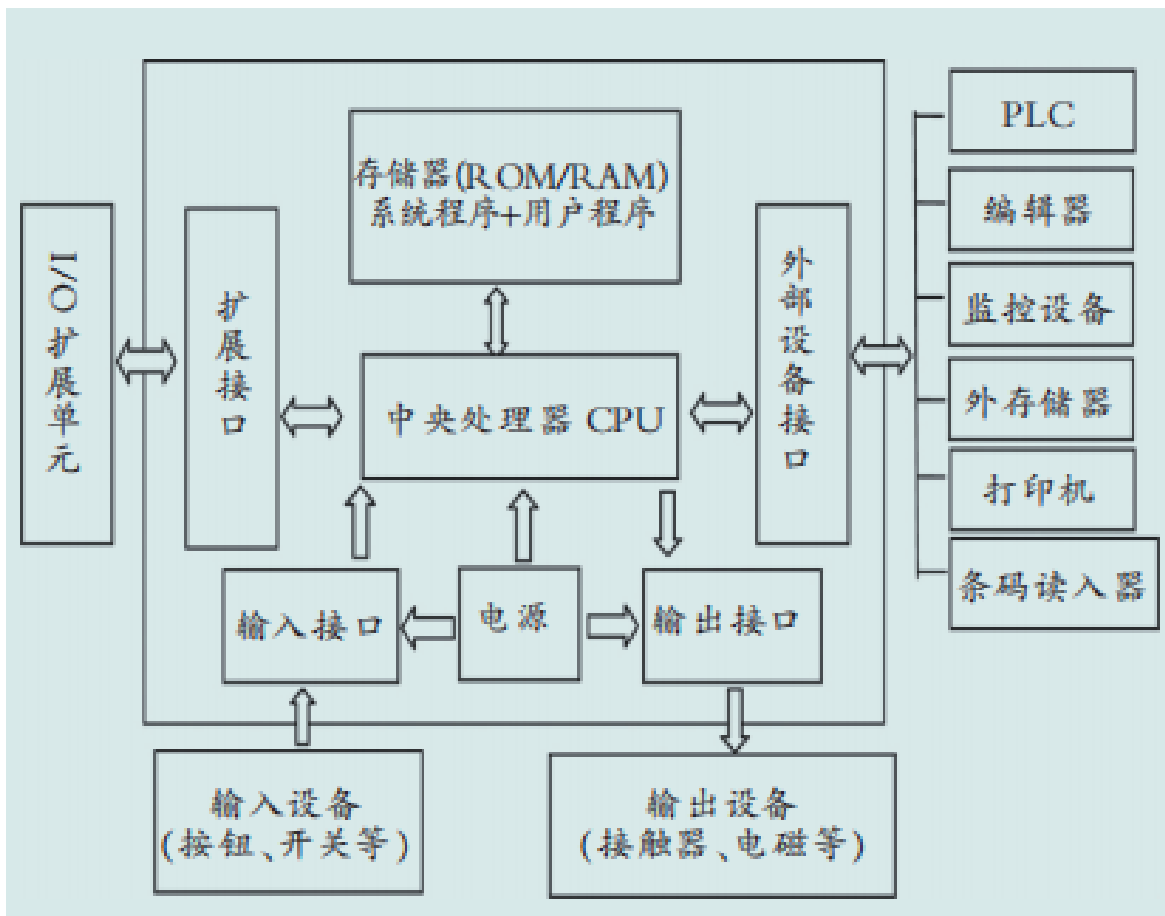 存储器(ROM/RAM)
系统程序+用户程序
I/O扩展单元
扩展接口
中央处理器 CPU
外部设备接口
PLC
编辑器
监控设备
外存储器
打印机
条码读入器
输入接口
电源
输出接口
输入设备
(按钮、开关等)
输出设备
(接触器、电磁等)